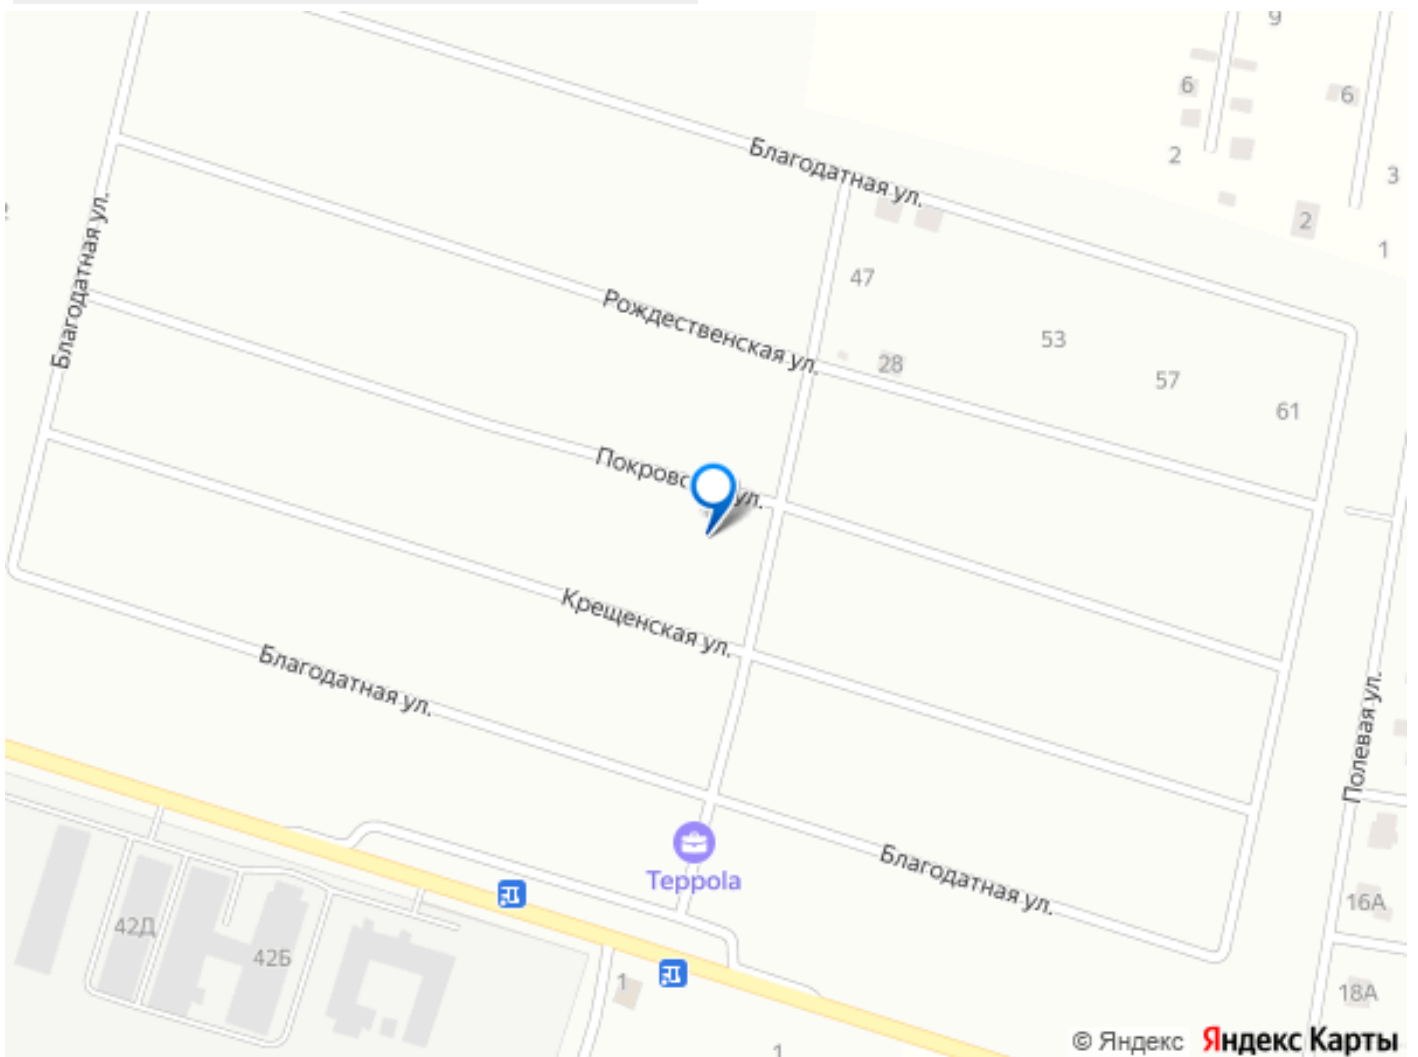 9
6
6
2
3
2
1
Благодатная ул.
Благодатная ул.
47
Рождественская ул.
53
28
57
61
Покровс ул.
Крещенская ул.
Благодатная ул.
Полевая ул.
Teppola
Благодатная ул.
42Д
42Б
16А
1
18А
1
© Яндекс Яндекс Карты